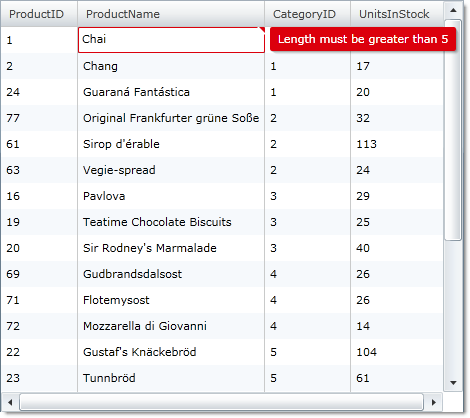 ProductID ProductName CategoryID UnitsInStock
1 Chai Length must be greater than 5
2 Chang 1 17
24 Guaraná Fantástica 1 20
77 Original Frankfurter grüne Soße 2 32
61 Sirop d'érable 2 113
63 Vegie-spread 2 24
16 Pavlova 3 29
19 Teatime Chocolate Biscuits 3 25
20 Sir Rodney's Marmalade 3 40
69 Gudbrandsdalsost 4 26
71 Flotemysost 4 26
72 Mozzarella di Giovanni 4 14
22 Gustaf's Knäckebröd 5 104
23 Tunnbröd 5 61